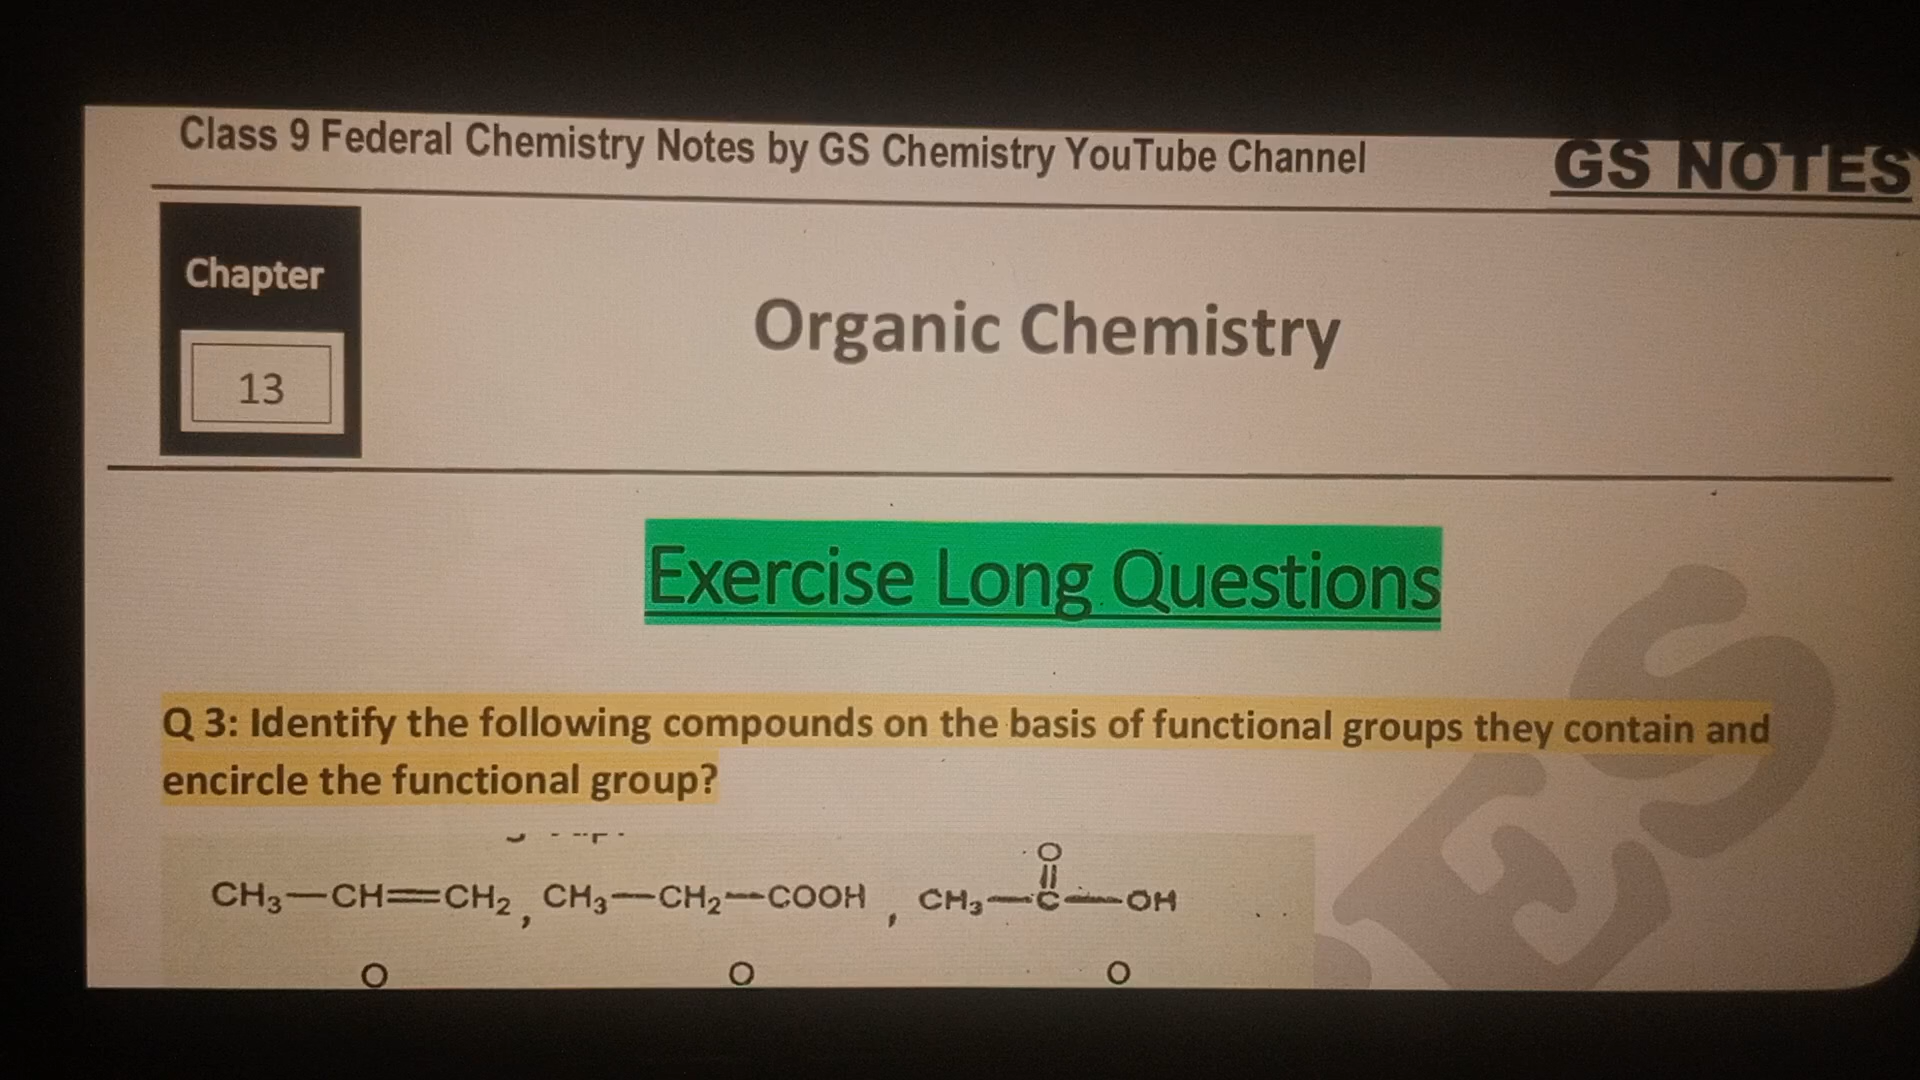 Class 9 Federal Chemistry Notes by GS Chemistry YouTube Channel
GS NOTES
Chapter
13
Organic Chemistry
Exercise Long Questions
Q 3: Identify the following compounds on the basis of functional groups they contain and
encircle the functional group?
O
CH₃—CH=CH₂, CH₃—CH₂—COOH, CH₃—C—OH
O O O